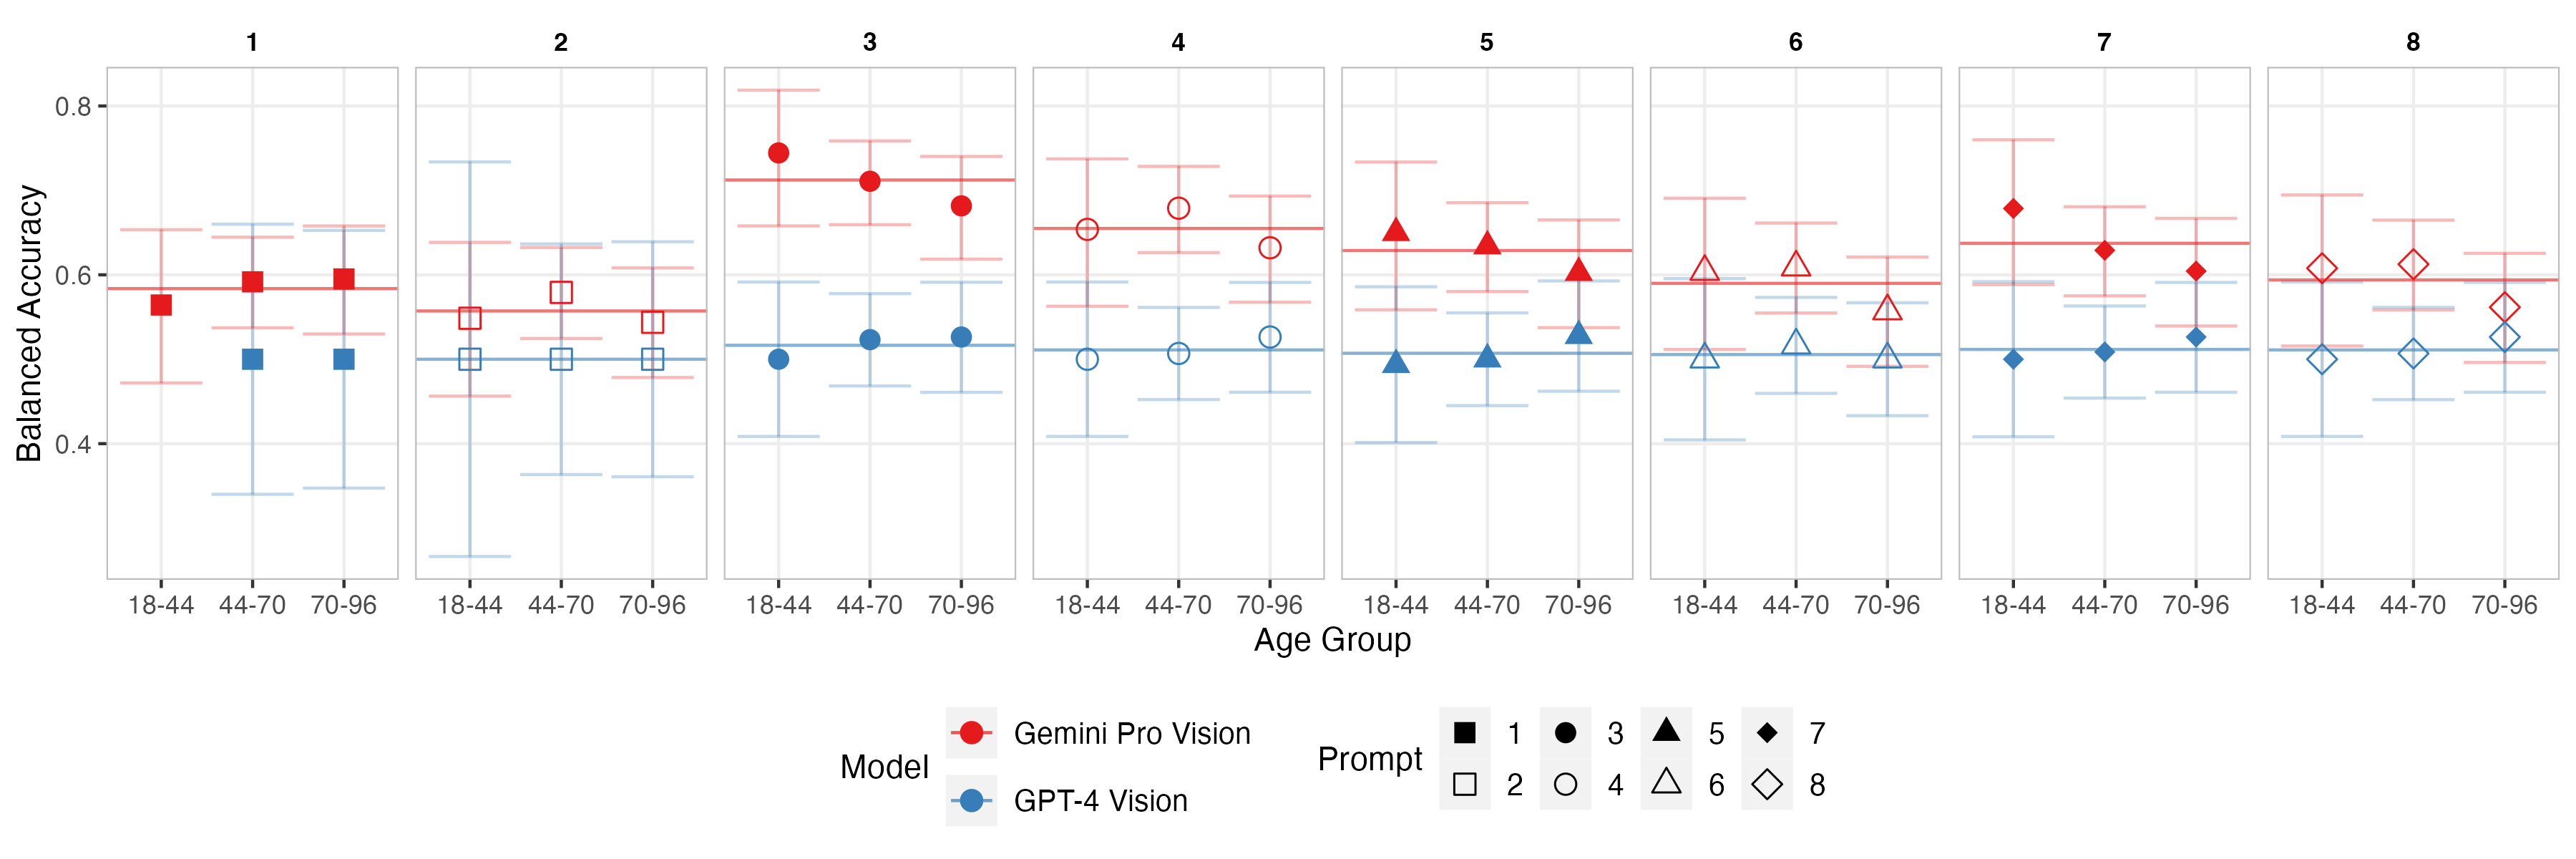 1 2 3 4 5 6 7 8
Balanced Accuracy
0.8
0.6
0.4
18-44 44-70 70-96 18-44 44-70 70-96 18-44 44-70 70-96 18-44 44-70 70-96 18-44 44-70 70-96 18-44 44-70 70-96 18-44 44-70 70-96 18-44 44-70 70-96
Age Group
Model
Gemini Pro Vision
GPT-4 Vision
Prompt
1 3 5 7
2 4 6 8